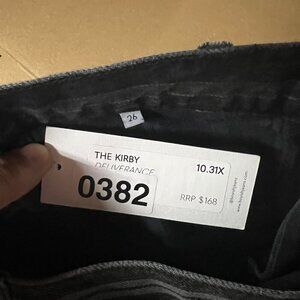 26
THE KIRBY
10.31X
DELIVERANCE
0382
RRP $168